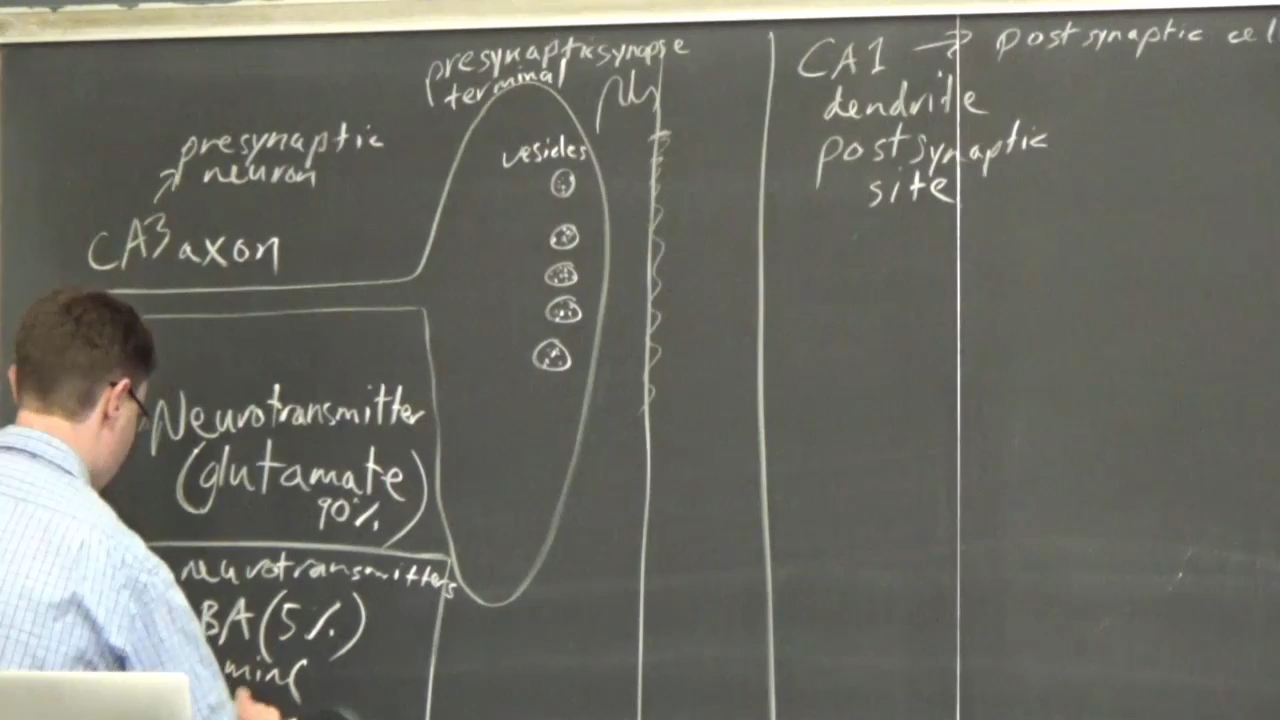 presynaptic
terminal
synapse
CA1 → postsynaptic cel
dendrite
postsynaptic
site
presynaptic
neuron
CA3 axon
vesicles
Neurotransmitter
(glutamate)
90%
neurotransmitters
BA (5%)